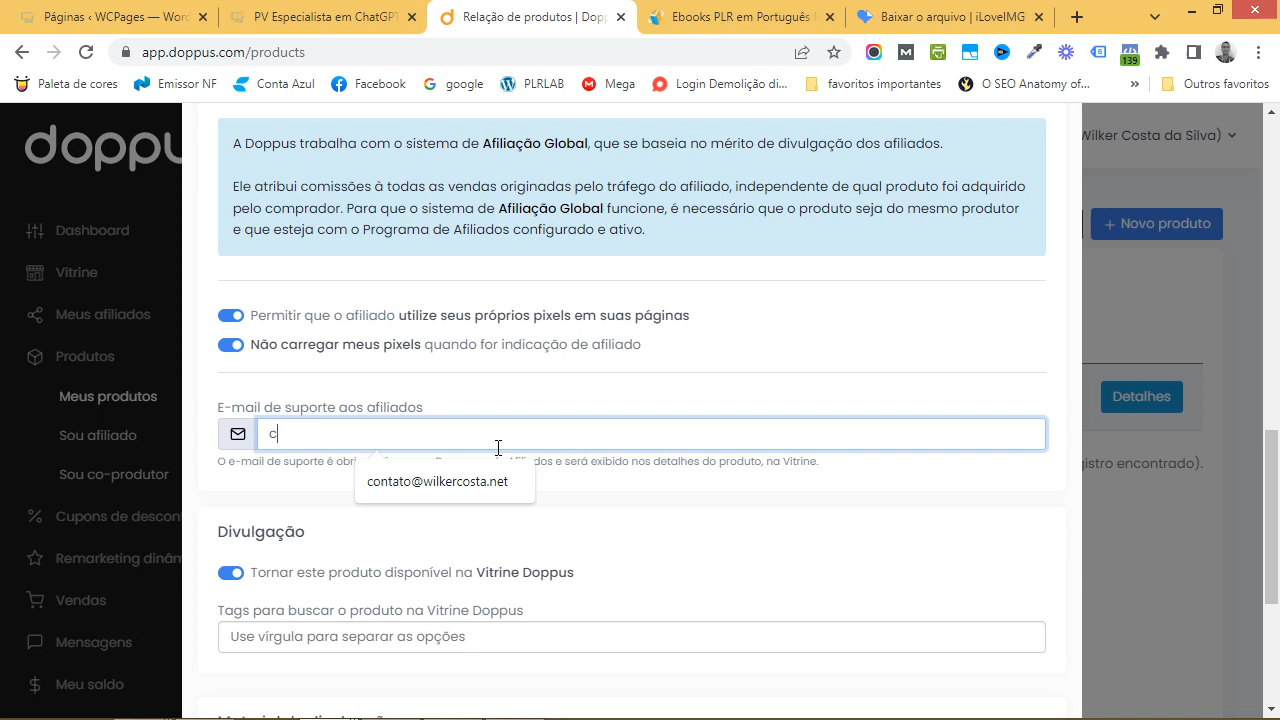 Páginas ‹ WCPages — Word
PV Especialista em ChatGPT
Relação de produtos | Dopp
Ebooks PLR em Português
Baixar o arquivo | iLoveIMG
app.doppus.com/products
139
Paleta de cores
Emissor NF
Conta Azul
Facebook
google
PLRLAB
Mega
Login Demolição di...
favoritos importantes
O SEO Anatomy of...
Outros favoritos
doppus
Wilker Costa da Silva)
Dashboard
Vitrine
Meus afiliados
Produtos
Meus produtos
Sou afiliado
Sou co-produtor
Cupons de descon
Remarketing dinâm
Vendas
Mensagens
Meu saldo
+ Novo produto
Detalhes
gistro encontrado).
A Doppus trabalha com o sistema de Afiliação Global, que se baseia no mérito de divulgação dos afiliados.
Ele atribui comissões à todas as vendas originadas pelo tráfego do afiliado, independente de qual produto foi adquirido
pelo comprador. Para que o sistema de Afiliação Global funcione, é necessário que o produto seja do mesmo produtor
e que esteja com o Programa de Afiliados configurado e ativo.
Permitir que o afiliado utilize seus próprios pixels em suas páginas
Não carregar meus pixels quando for indicação de afiliado
E-mail de suporte aos afiliados
c
O e-mail de suporte é obri
filiados e será exibido nos detalhes do produto, na Vitrine.
contato@wilkercosta.net
Divulgação
Tornar este produto disponível na Vitrine Doppus
Tags para buscar o produto na Vitrine Doppus
Use vírgula para separar as opções